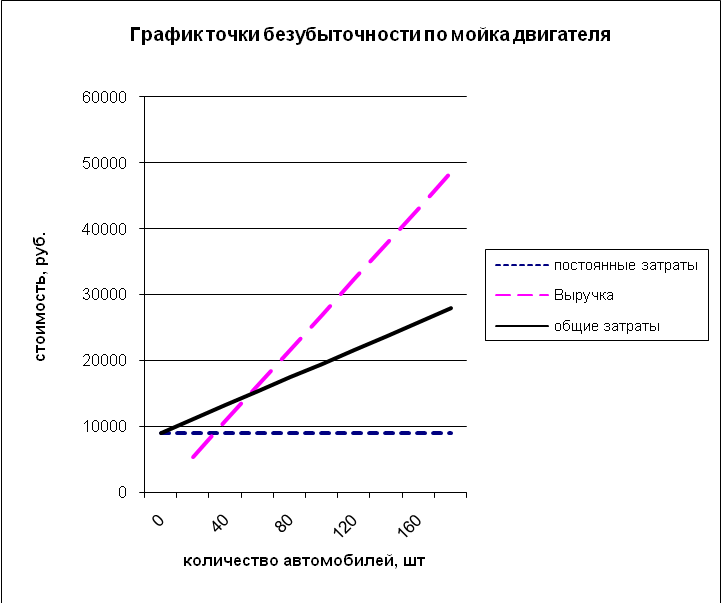 График точки безубыточности по мойка двигателя
60000
50000
40000
30000
20000
10000
0
стоимость, руб.
0
40
80
120
160
количество автомобилей, шт
постоянные затраты
Выручка
общие затраты